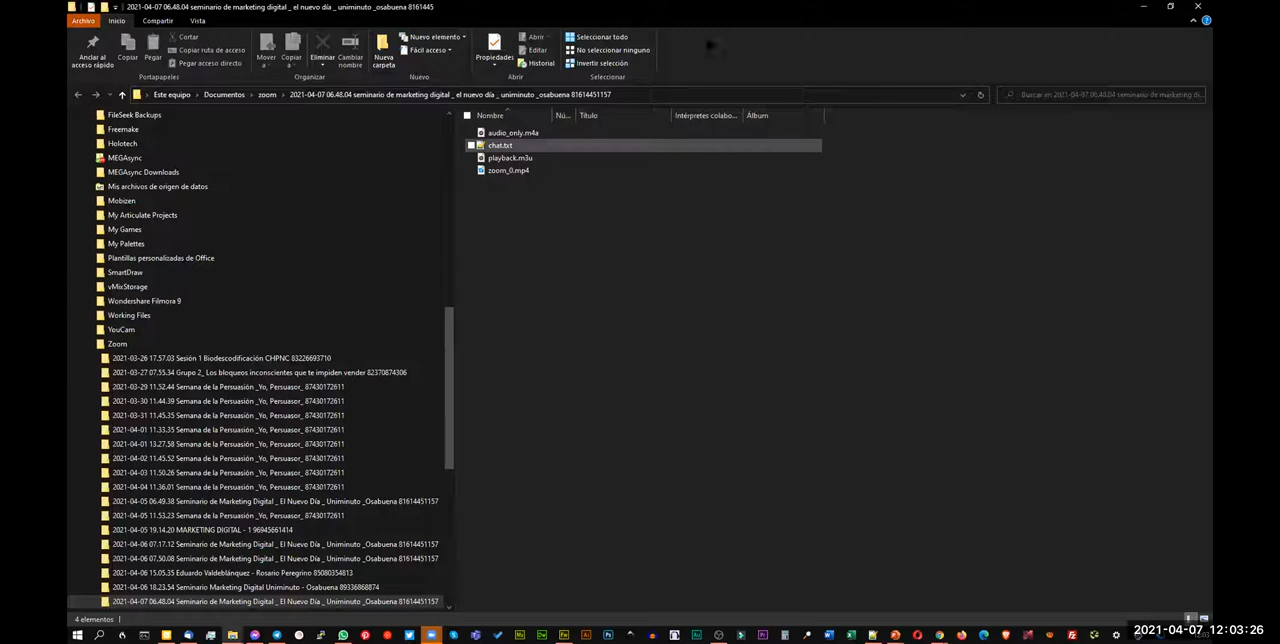 2021-04-07 06.48.04 seminario de marketing digital _ el nuevo día _ uniminuto _osabuena 8161445
Archivo Inicio Compartir Vista
Anclar al acceso rápido
Copiar
Pegar
Cortar
Copiar ruta de acceso
Pegar acceso directo
Portapapeles
Mover a
Copiar a
Eliminar
Cambiar nombre
Organizar
Nueva carpeta
Nuevo elemento
Fácil acceso
Nuevo
Propiedades
Abrir
Editar
Historial
Abrir
Seleccionar todo
No seleccionar ninguno
Invertir selección
Seleccionar
Este equipo > Documentos > zoom > 2021-04-07 06.48.04 seminario de marketing digital _ el nuevo día _ uniminuto _osabuena 81614451157
Buscar en 2021-04-07 06.48.04 seminario de marketing di...
FileSeek Backups
Freemake
Holotech
MEGAsync
MEGAsync Downloads
Mis archivos de origen de datos
Mobizen
My Articulate Projects
My Games
My Palettes
Plantillas personalizadas de Office
SmartDraw
vMixStorage
Wondershare Filmora 9
Working Files
YouCam
Zoom
2021-03-26 17.57.03 Sesión 1 Biodescodificación CHPNC 83226693710
2021-03-27 07.55.34 Grupo 2_ Los bloqueos inconscientes que te impiden vender 82370874306
2021-03-29 11.52.44 Semana de la Persuasión _Yo, Persuasor_ 87430172611
2021-03-30 11.44.39 Semana de la Persuasión _Yo, Persuasor_ 87430172611
2021-03-31 11.45.35 Semana de la Persuasión _Yo, Persuasor_ 87430172611
2021-04-01 11.33.35 Semana de la Persuasión _Yo, Persuasor_ 87430172611
2021-04-01 13.27.58 Semana de la Persuasión _Yo, Persuasor_ 87430172611
2021-04-02 11.45.52 Semana de la Persuasión _Yo, Persuasor_ 87430172611
2021-04-03 11.50.26 Semana de la Persuasión _Yo, Persuasor_ 87430172611
2021-04-04 11.36.01 Semana de la Persuasión _Yo, Persuasor_ 87430172611
2021-04-05 06.49.38 Seminario de Marketing Digital _ El Nuevo Día _ Uniminuto _Osabuena 81614451157
2021-04-05 11.53.23 Semana de la Persuasión _Yo, Persuasor_ 87430172611
2021-04-05 19.14.20 MARKETING DIGITAL - 1 96945661414
2021-04-06 07.17.12 Seminario de Marketing Digital _ El Nuevo Día _ Uniminuto _Osabuena 81614451157
2021-04-06 07.50.08 Seminario de Marketing Digital _ El Nuevo Día _ Uniminuto _Osabuena 81614451157
2021-04-06 15.05.35 Eduardo Valdeblánquez - Rosario Peregrino 85080354813
2021-04-06 18.23.54 Seminario Marketing Digital Uniminuto - Osabuena 89336868874
2021-04-07 06.48.04 Seminario de Marketing Digital _ El Nuevo Día _ Uniminuto _Osabuena 81614451157
Nombre Nú... Título Intérpretes colabo... Álbum
audio_only.m4a
chat.txt
playback.m3u
zoom_0.mp4
4 elementos
2021-04-07 12:03:26